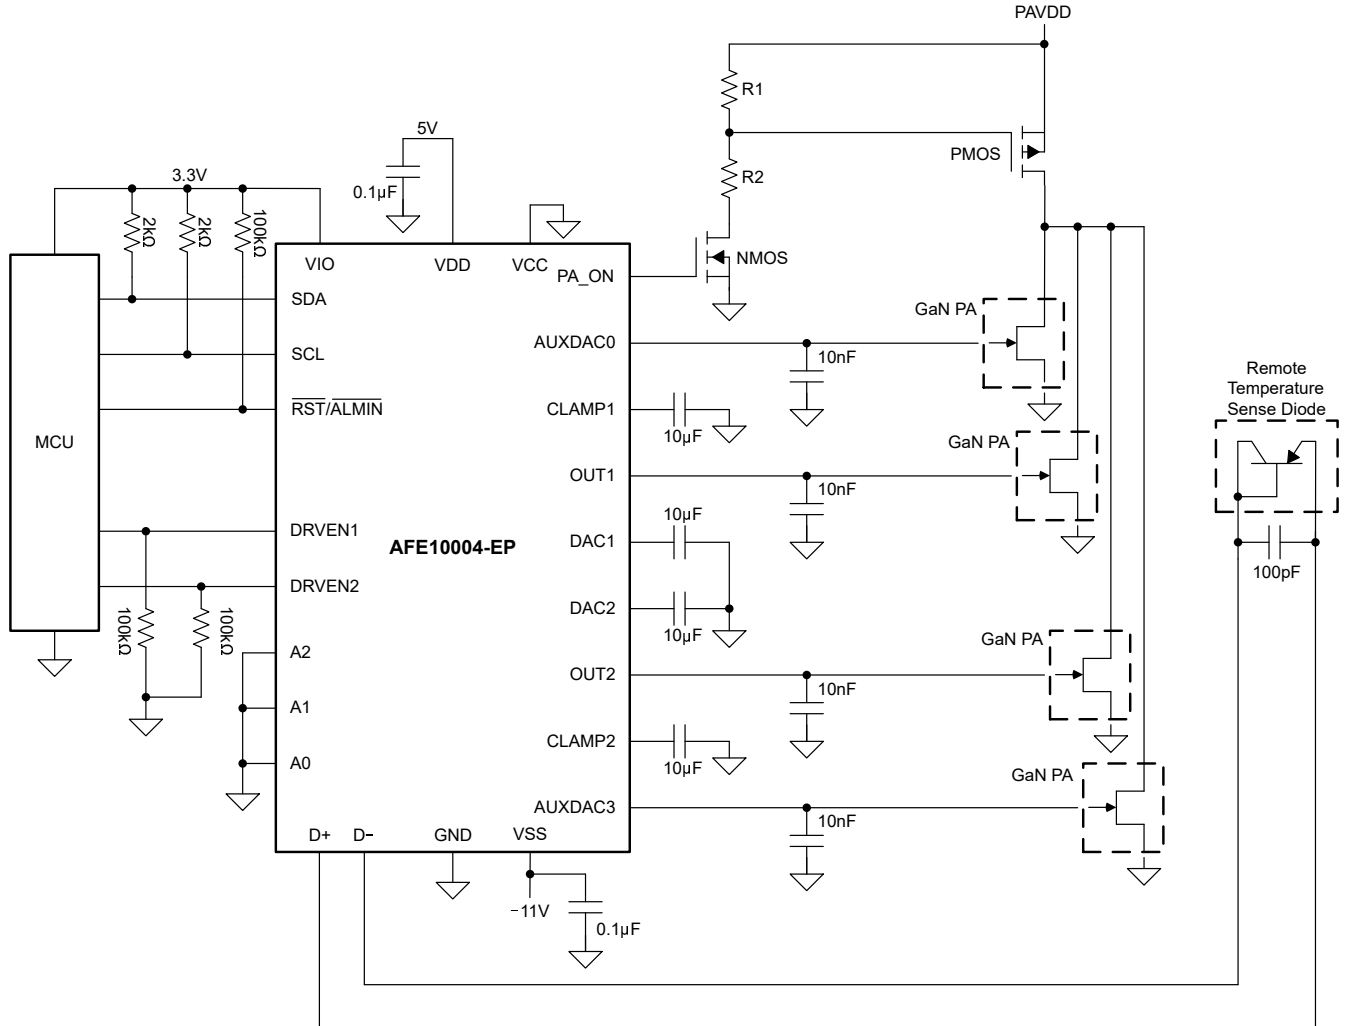 PAVDD
R1
5V
PMOS
R2
0.1µF
3.3V
2kΩ
2kΩ
100kΩ
NMOS
VIO
VDD
VCC
PA_ON
SDA
GaN PA
AUXDAC0
SCL
10nF
Remote
Temperature
Sense Diode
RST/ALMIN
CLAMP1
10µF
MCU
GaN PA
OUT1
10nF
10µF
DRVEN1
AFE10004-EP
DAC1
100pF
DRVEN2
DAC2
100kΩ
100kΩ
10µF
GaN PA
A2
OUT2
10nF
A1
CLAMP2
10µF
A0
GaN PA
AUXDAC3
10nF
D+
D−
GND
VSS
−11V
0.1µF